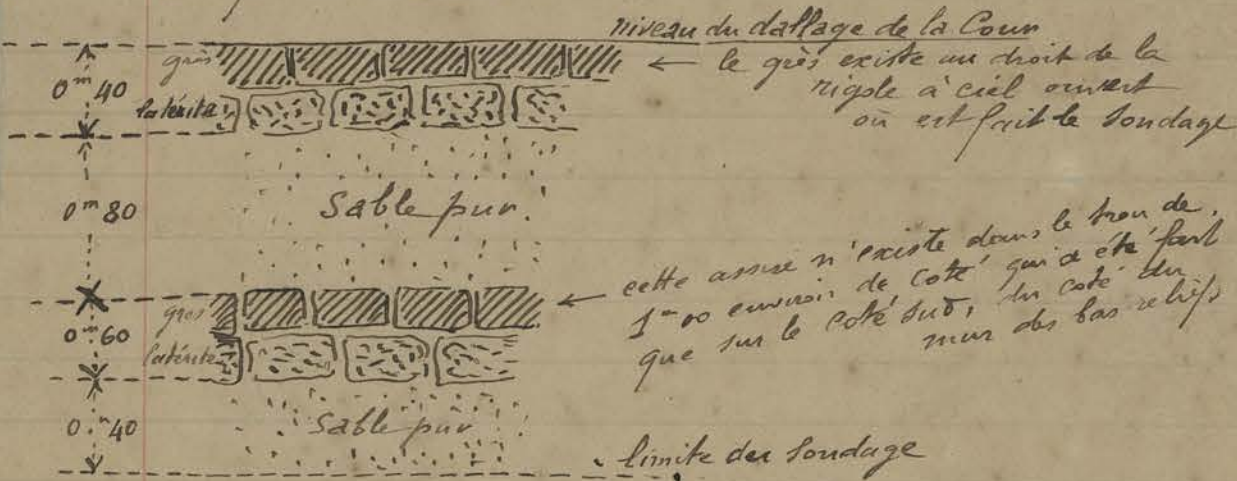 niveau du dallage de la Cour
grès
← le grès existe au droit de la
rigole à ciel ouvert
où est fait le sondage
0m40
latérite
0m80
Sable pur.
cette assise n'existe dans le trou de
1m00 environ de coté qui a été fait
que sur le coté sud, du coté du
mur des bas reliefs
grès
0m60
latérite
0m40
Sable pur
limite du sondage